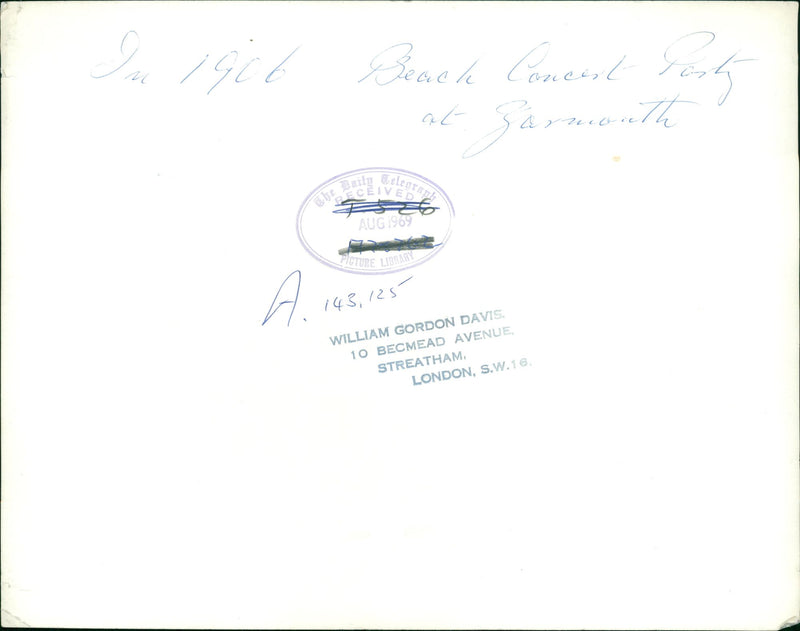 In 1906 Beach Concert Party
at Yarmouth
The Daily Telegraph
RECEIVED
T 526
AUG 1969
PICTURE LIBRARY
A. 143,125
WILLIAM GORDON DAVIS.
10 BECMEAD AVENUE,
STREATHAM,
LONDON, S.W.16.